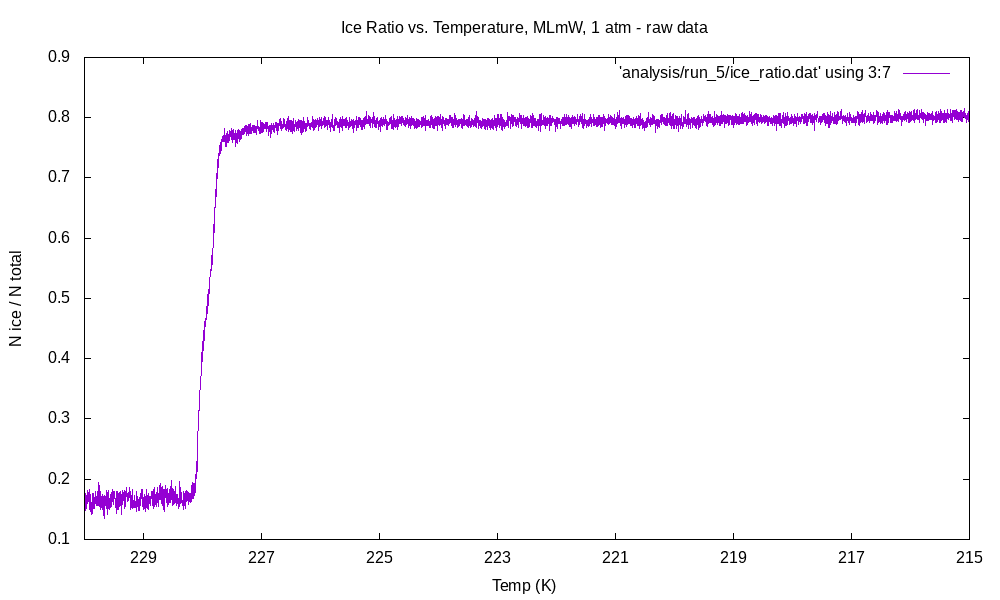 Ice Ratio vs. Temperature, MLmW, 1 atm - raw data
'analysis/run_5/ice_ratio.dat' using 3:7
0.9
0.8
0.7
0.6
0.5
0.4
0.3
0.2
0.1
N ice / N total
229 227 225 223 221 219 217 215
Temp (K)